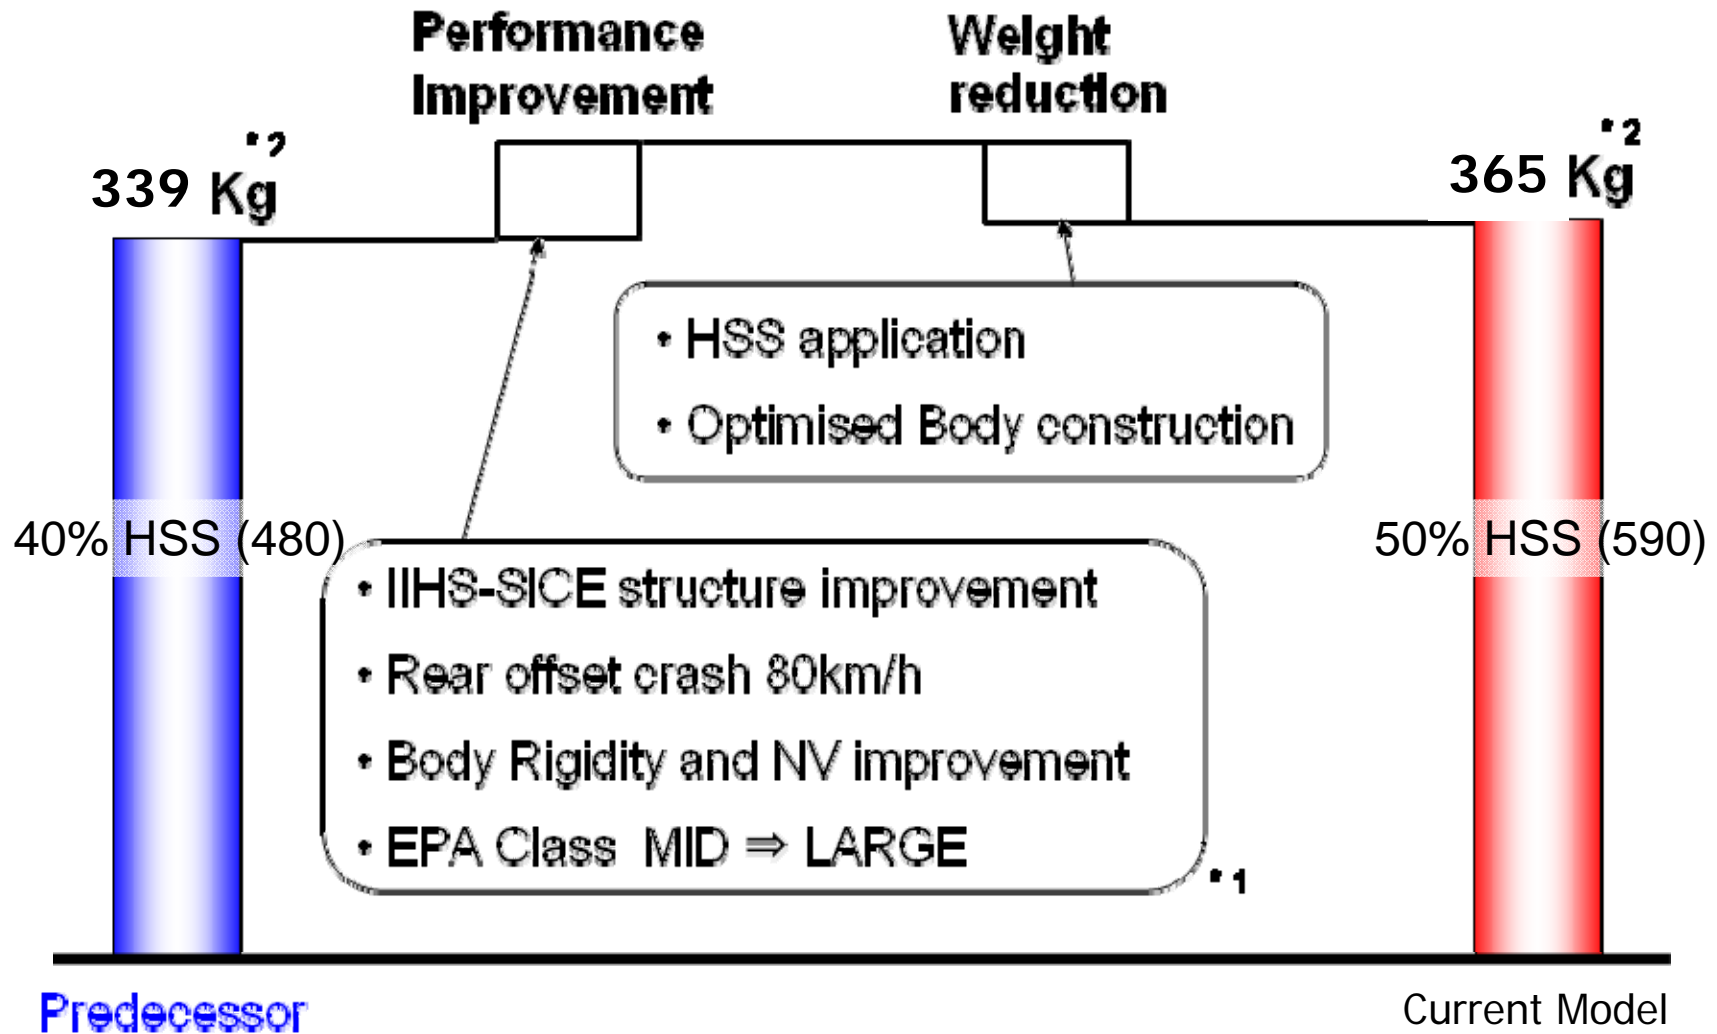 Performance
Improvement
Weight
reduction
339 Kg *2
365 Kg *2
• HSS application
• Optimised Body construction
40% HSS (480)
50% HSS (590)
• IIHS-SICE structure improvement
• Rear offset crash 80km/h
• Body Rigidity and NV improvement
• EPA Class MID ⇒ LARGE
*1
Predecessor
Current Model